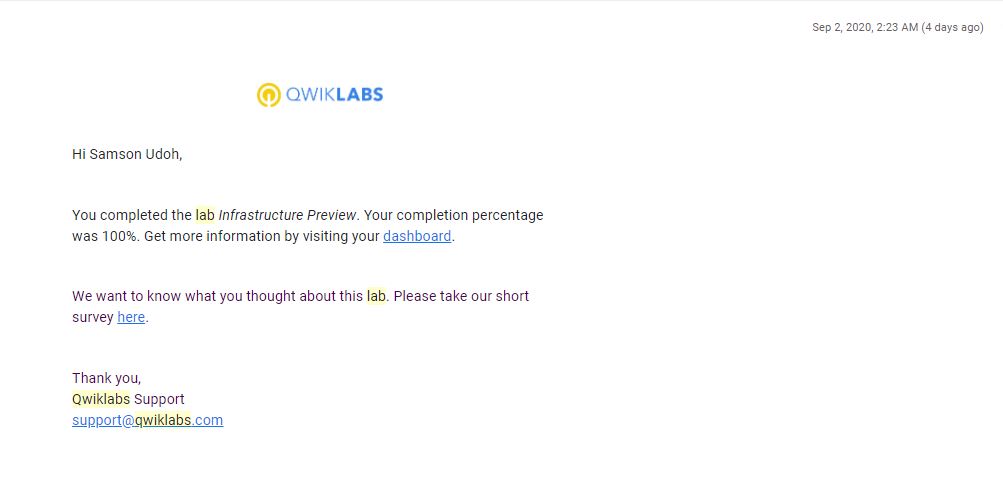 Sep 2, 2020, 2:23 AM (4 days ago)
QWIKLABS
Hi Samson Udoh,
You completed the lab Infrastructure Preview. Your completion percentage
was 100%. Get more information by visiting your dashboard.
We want to know what you thought about this lab. Please take our short
survey here.
Thank you,
Qwiklabs Support
support@qwiklabs.com